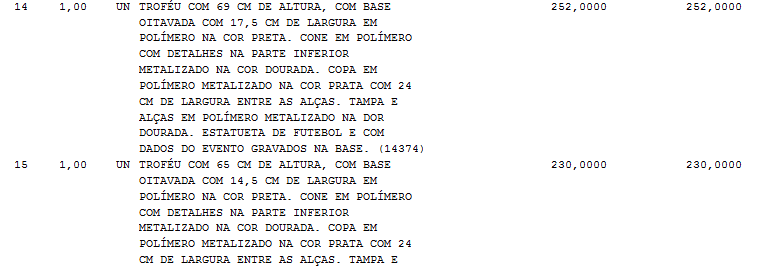 14 1,00 UN TROFÉU COM 69 CM DE ALTURA, COM BASE 252,0000 252,0000
OITAVADA COM 17,5 CM DE LARGURA EM
POLÍMERO NA COR PRETA. CONE EM POLÍMERO
COM DETALHES NA PARTE INFERIOR
METALIZADO NA COR DOURADA. COPA EM
POLÍMERO METALIZADO NA COR PRATA COM 24
CM DE LARGURA ENTRE AS ALÇAS. TAMPA E
ALÇAS EM POLÍMERO METALIZADO NA DOR
DOURADA. ESTATUETA DE FUTEBOL E COM
DADOS DO EVENTO GRAVADOS NA BASE. (14374)
15 1,00 UN TROFÉU COM 65 CM DE ALTURA, COM BASE 230,0000 230,0000
OITAVADA COM 14,5 CM DE LARGURA EM
POLÍMERO NA COR PRETA. CONE EM POLÍMERO
COM DETALHES NA PARTE INFERIOR
METALIZADO NA COR DOURADA. COPA EM
POLÍMERO METALIZADO NA COR PRATA COM 24
CM DE LARGURA ENTRE AS ALÇAS. TAMPA E